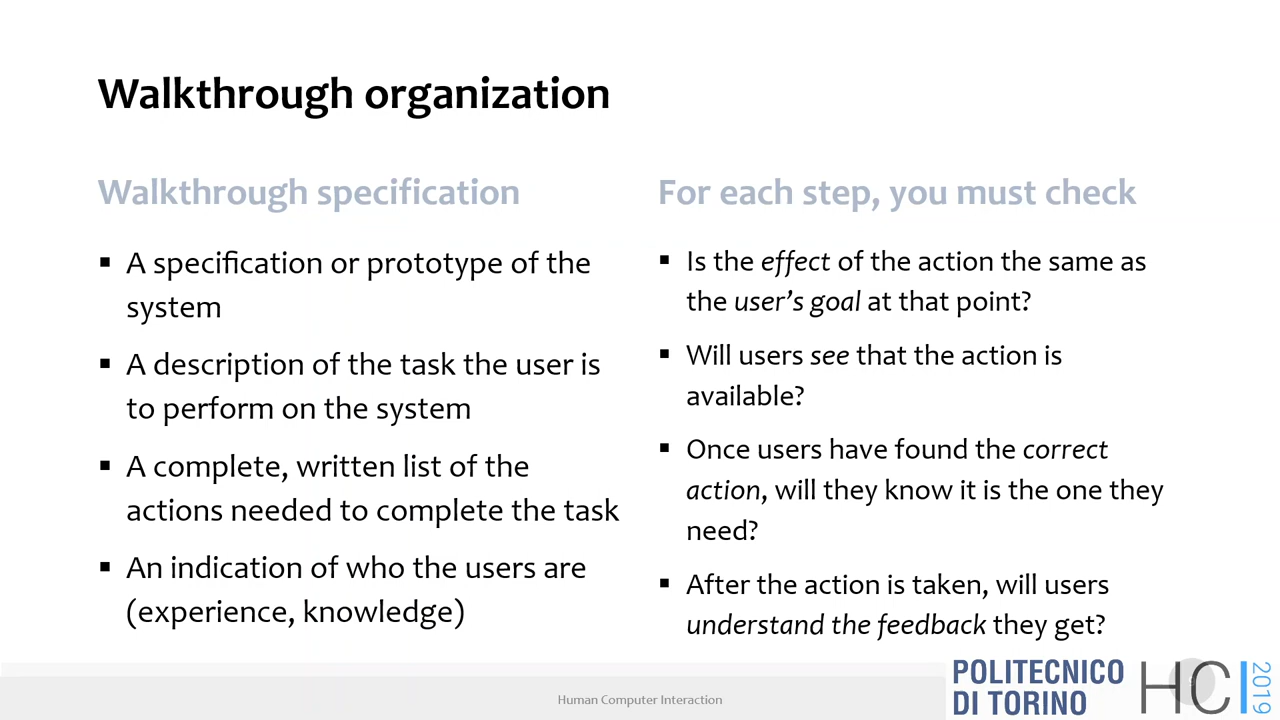 Walkthrough organization
Walkthrough specification
▪ A specification or prototype of the
system
▪ A description of the task the user is
to perform on the system
▪ A complete, written list of the
actions needed to complete the task
▪ An indication of who the users are
(experience, knowledge)
For each step, you must check
▪ Is the effect of the action the same as
the user’s goal at that point?
▪ Will users see that the action is
available?
▪ Once users have found the correct
action, will they know it is the one they
need?
▪ After the action is taken, will users
understand the feedback they get?
Human Computer Interaction
POLITECNICO
DI TORINO
HCI
2019